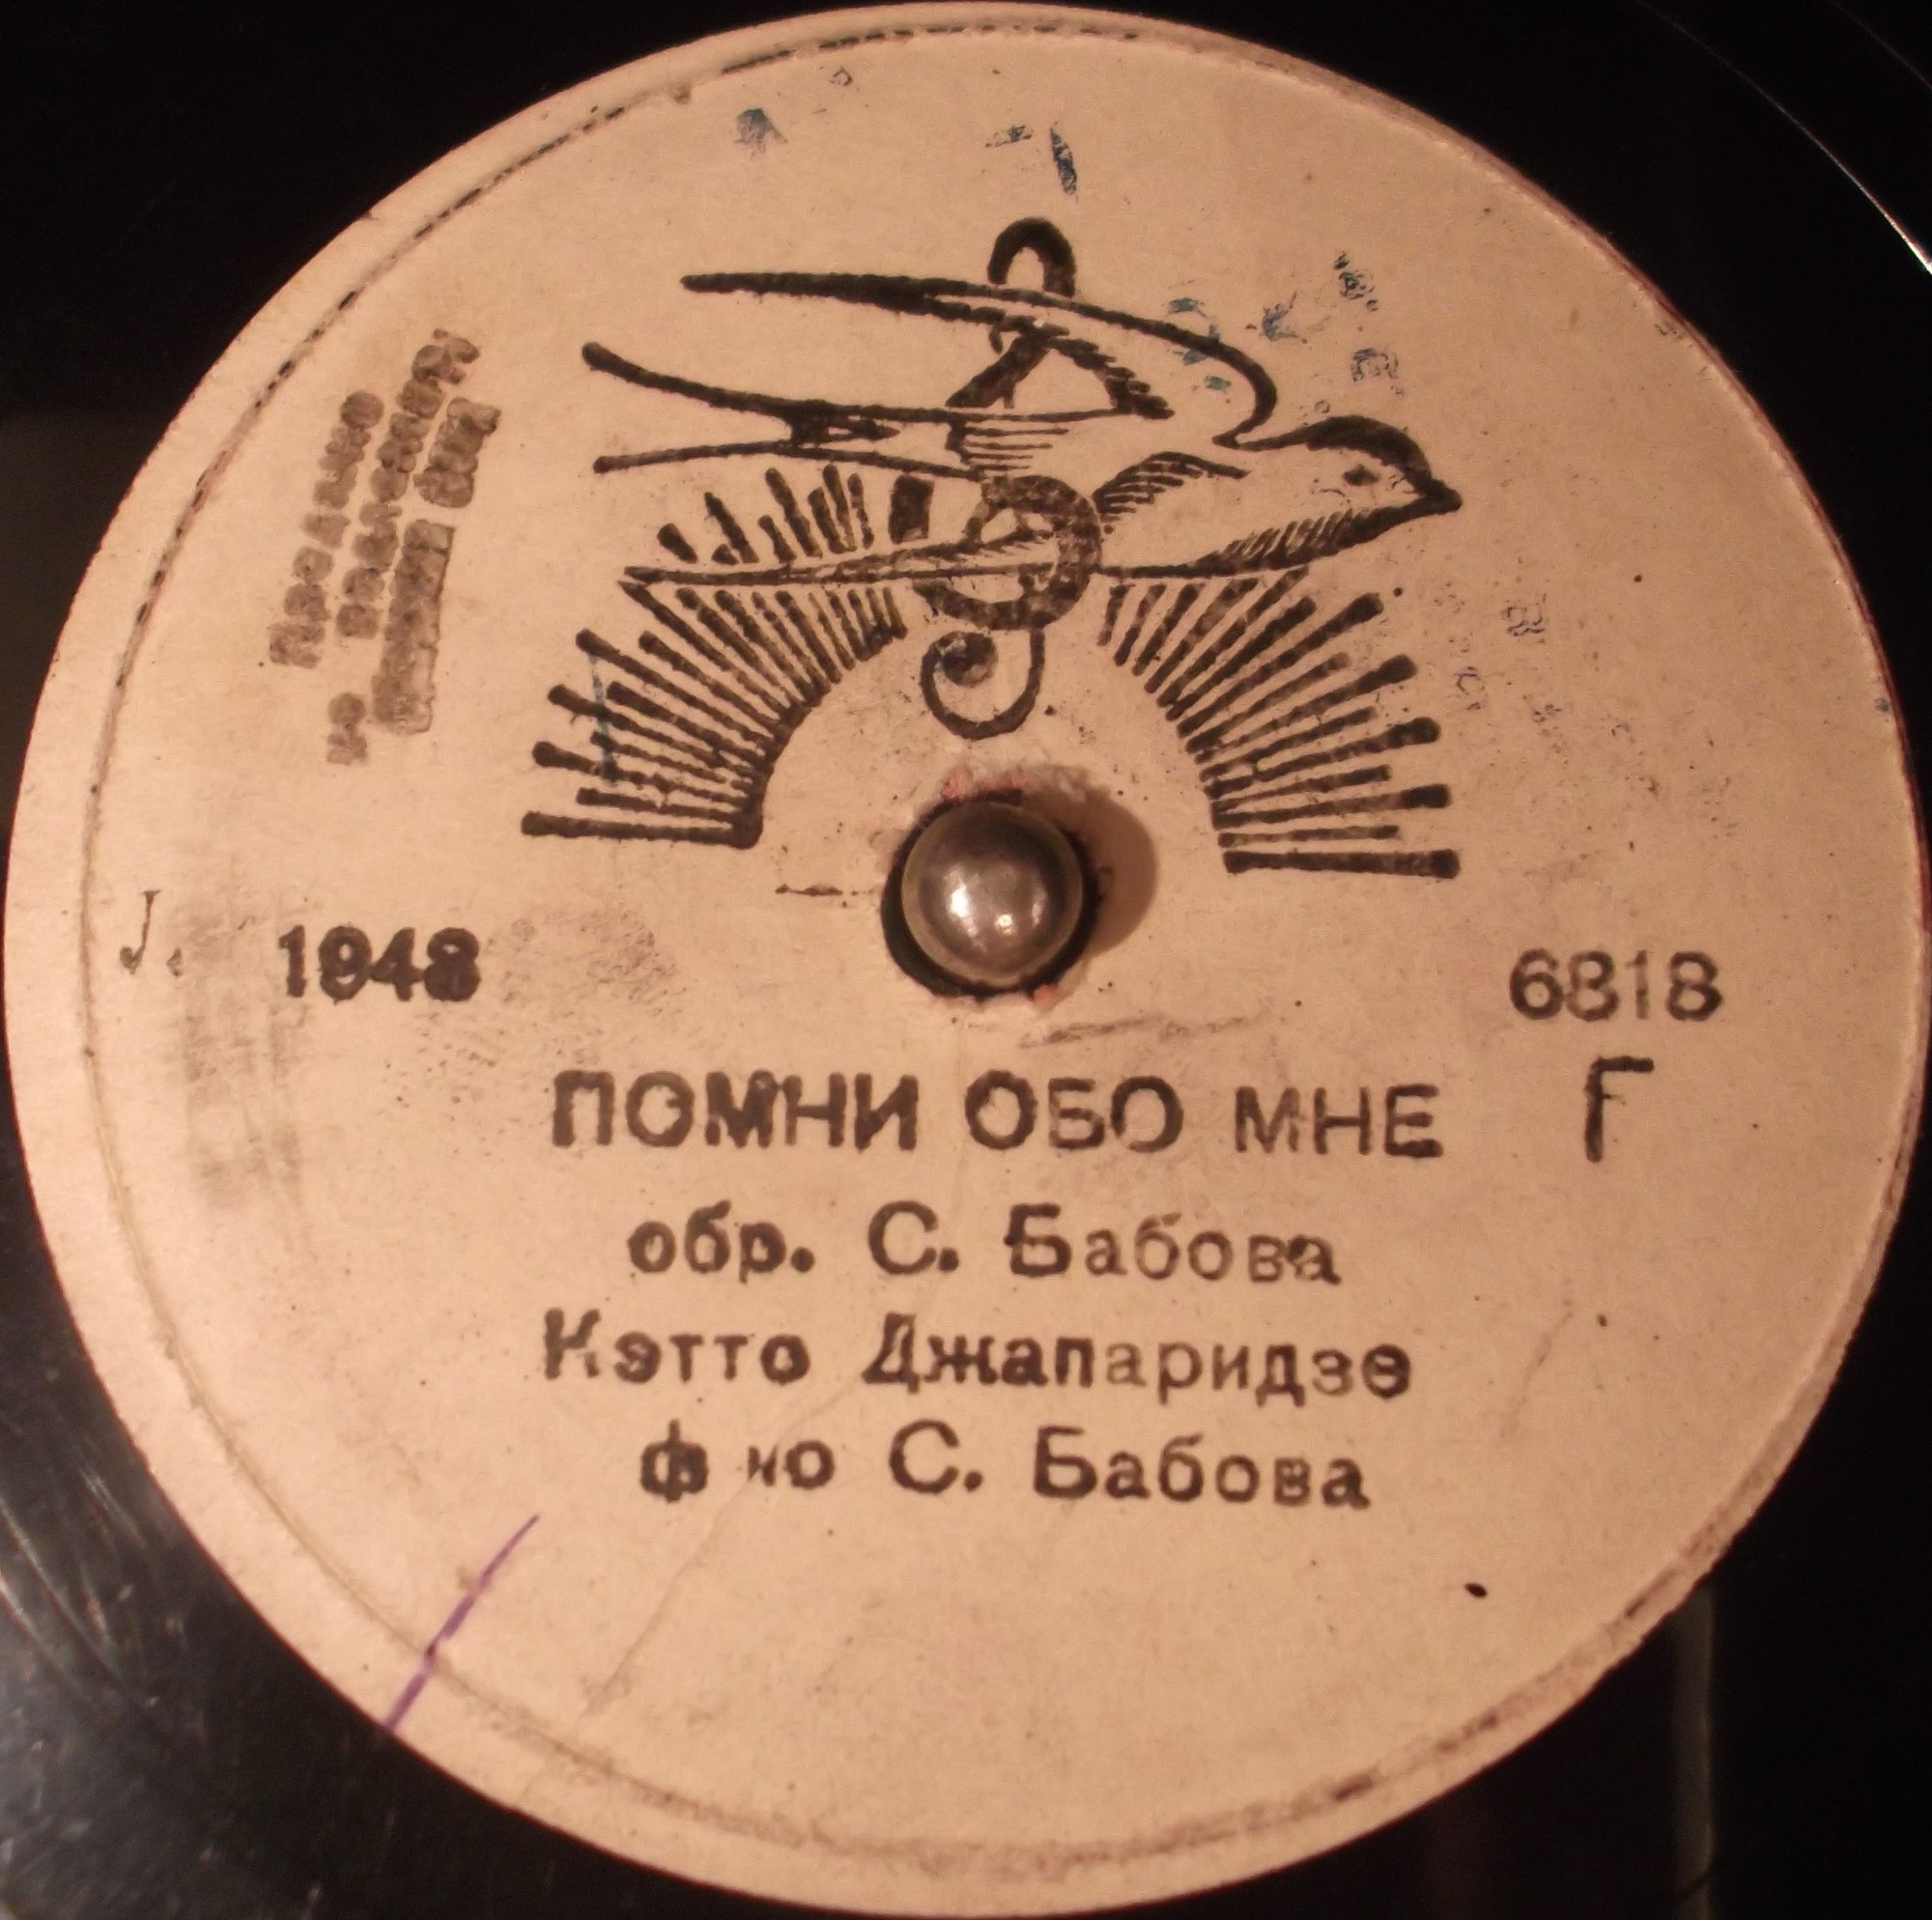 J.
1948
6818
ПОМНИ ОБО МНЕ Г
обр. С. Бабова
Кэтто Джапаридзе
ф но С. Бабова